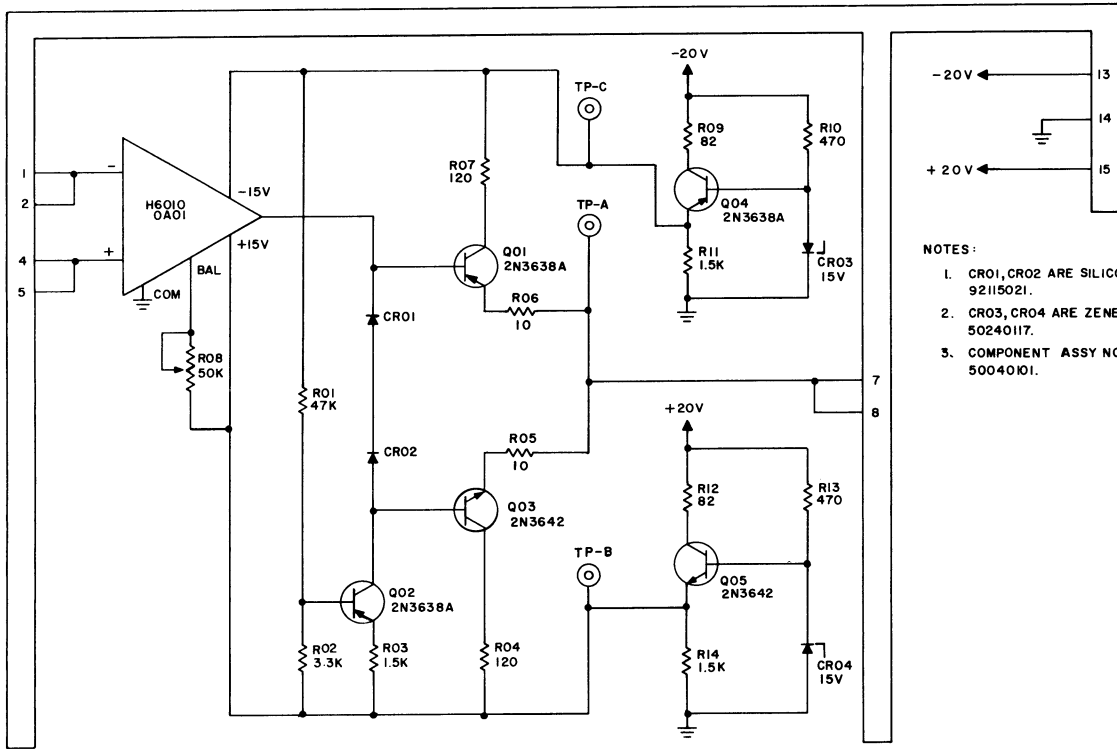 -20V
TP-C
R09
82
R10
470
R07
120
1
2
-
H6010
OA01
-15V
+15V
4
5
+
BAL
COM
Q04
2N3638A
TP-A
Q01
2N3638A
R11
1.5K
CR03
15V
R06
10
CR01
R08
50K
R01
47K
7
8
+20V
R05
10
CR02
R12
82
R13
470
Q03
2N3642
TP-B
Q05
2N3642
Q02
2N3638A
R02
3.3K
R03
1.5K
R04
120
R14
1.5K
CR04
15V
-20V
13
14
+20V
15
NOTES:
1. CR01, CR02 ARE SILICO
92115021.
2. CR03, CR04 ARE ZENE
50240117.
3. COMPONENT ASSY NO
50040101.